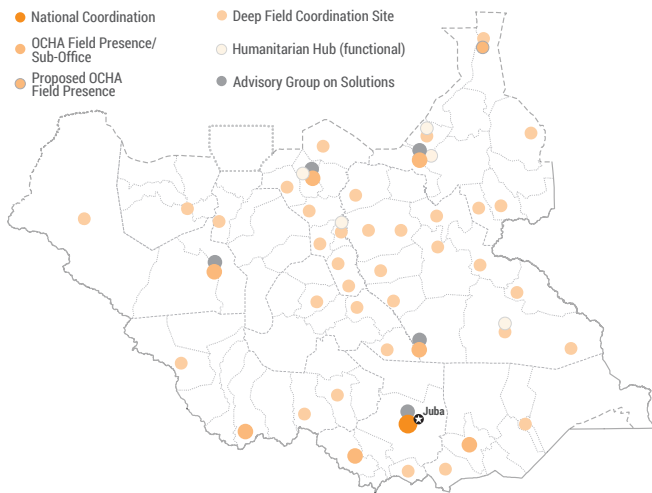 National Coordination
OCHA Field Presence/
Sub-Office
Proposed OCHA
Field Presence
Deep Field Coordination Site
Humanitarian Hub (functional)
Advisory Group on Solutions
Juba